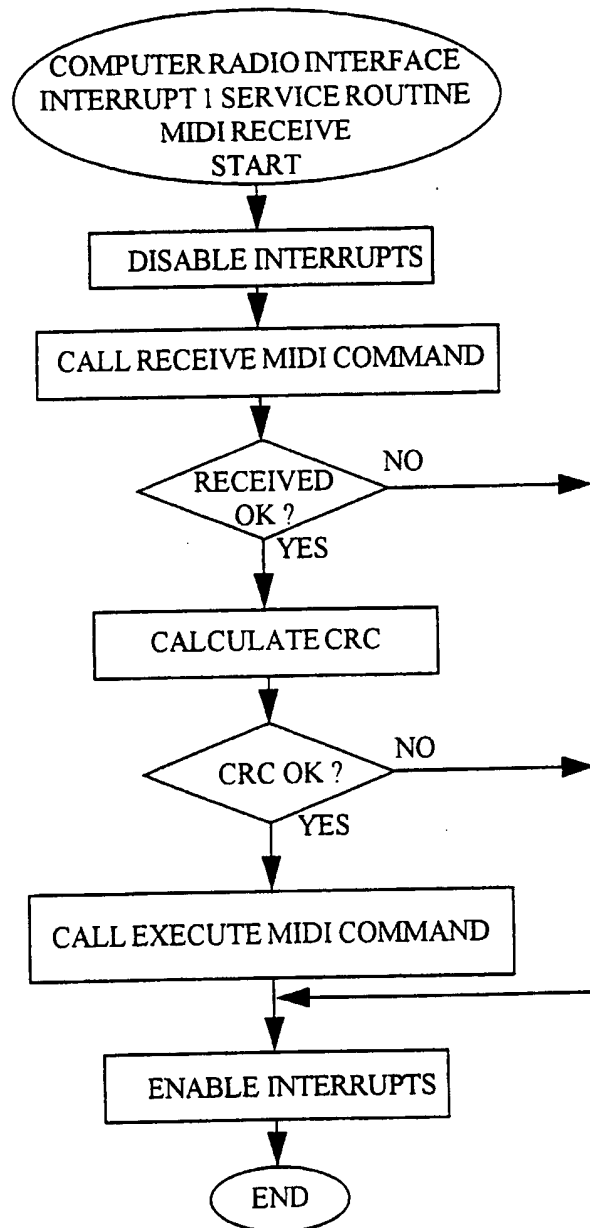 COMPUTER RADIO INTERFACE
INTERRUPT 1 SERVICE ROUTINE
MIDI RECEIVE
START
DISABLE INTERRUPTS
CALL RECEIVE MIDI COMMAND
RECEIVED
OK ?
NO
YES
CALCULATE CRC
CRC OK ?
NO
YES
CALL EXECUTE MIDI COMMAND
ENABLE INTERRUPTS
END